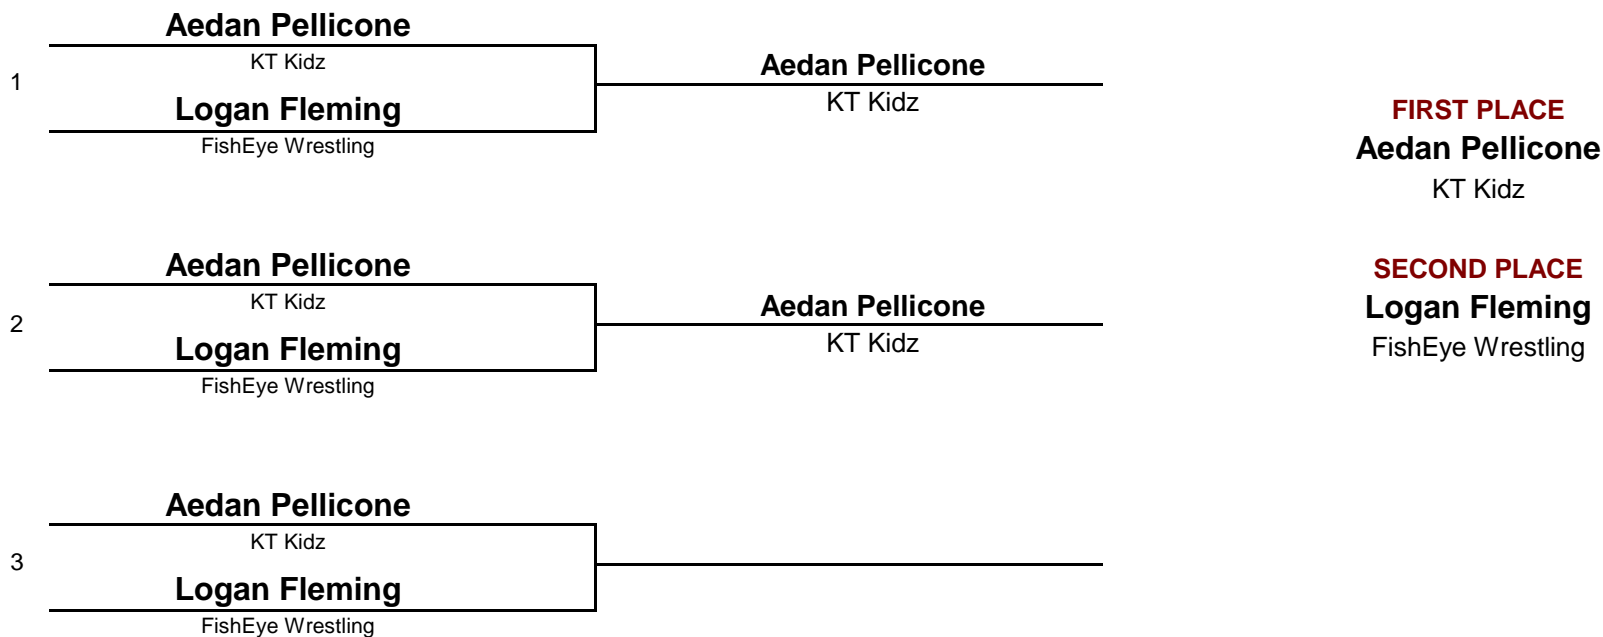 Aedan Pellicone
KT Kidz
1
Logan Fleming
FishEye Wrestling
Aedan Pellicone
KT Kidz
Aedan Pellicone
KT Kidz
2
Logan Fleming
FishEye Wrestling
Aedan Pellicone
KT Kidz
Aedan Pellicone
KT Kidz
3
Logan Fleming
FishEye Wrestling
FIRST PLACE
Aedan Pellicone
KT Kidz
SECOND PLACE
Logan Fleming
FishEye Wrestling